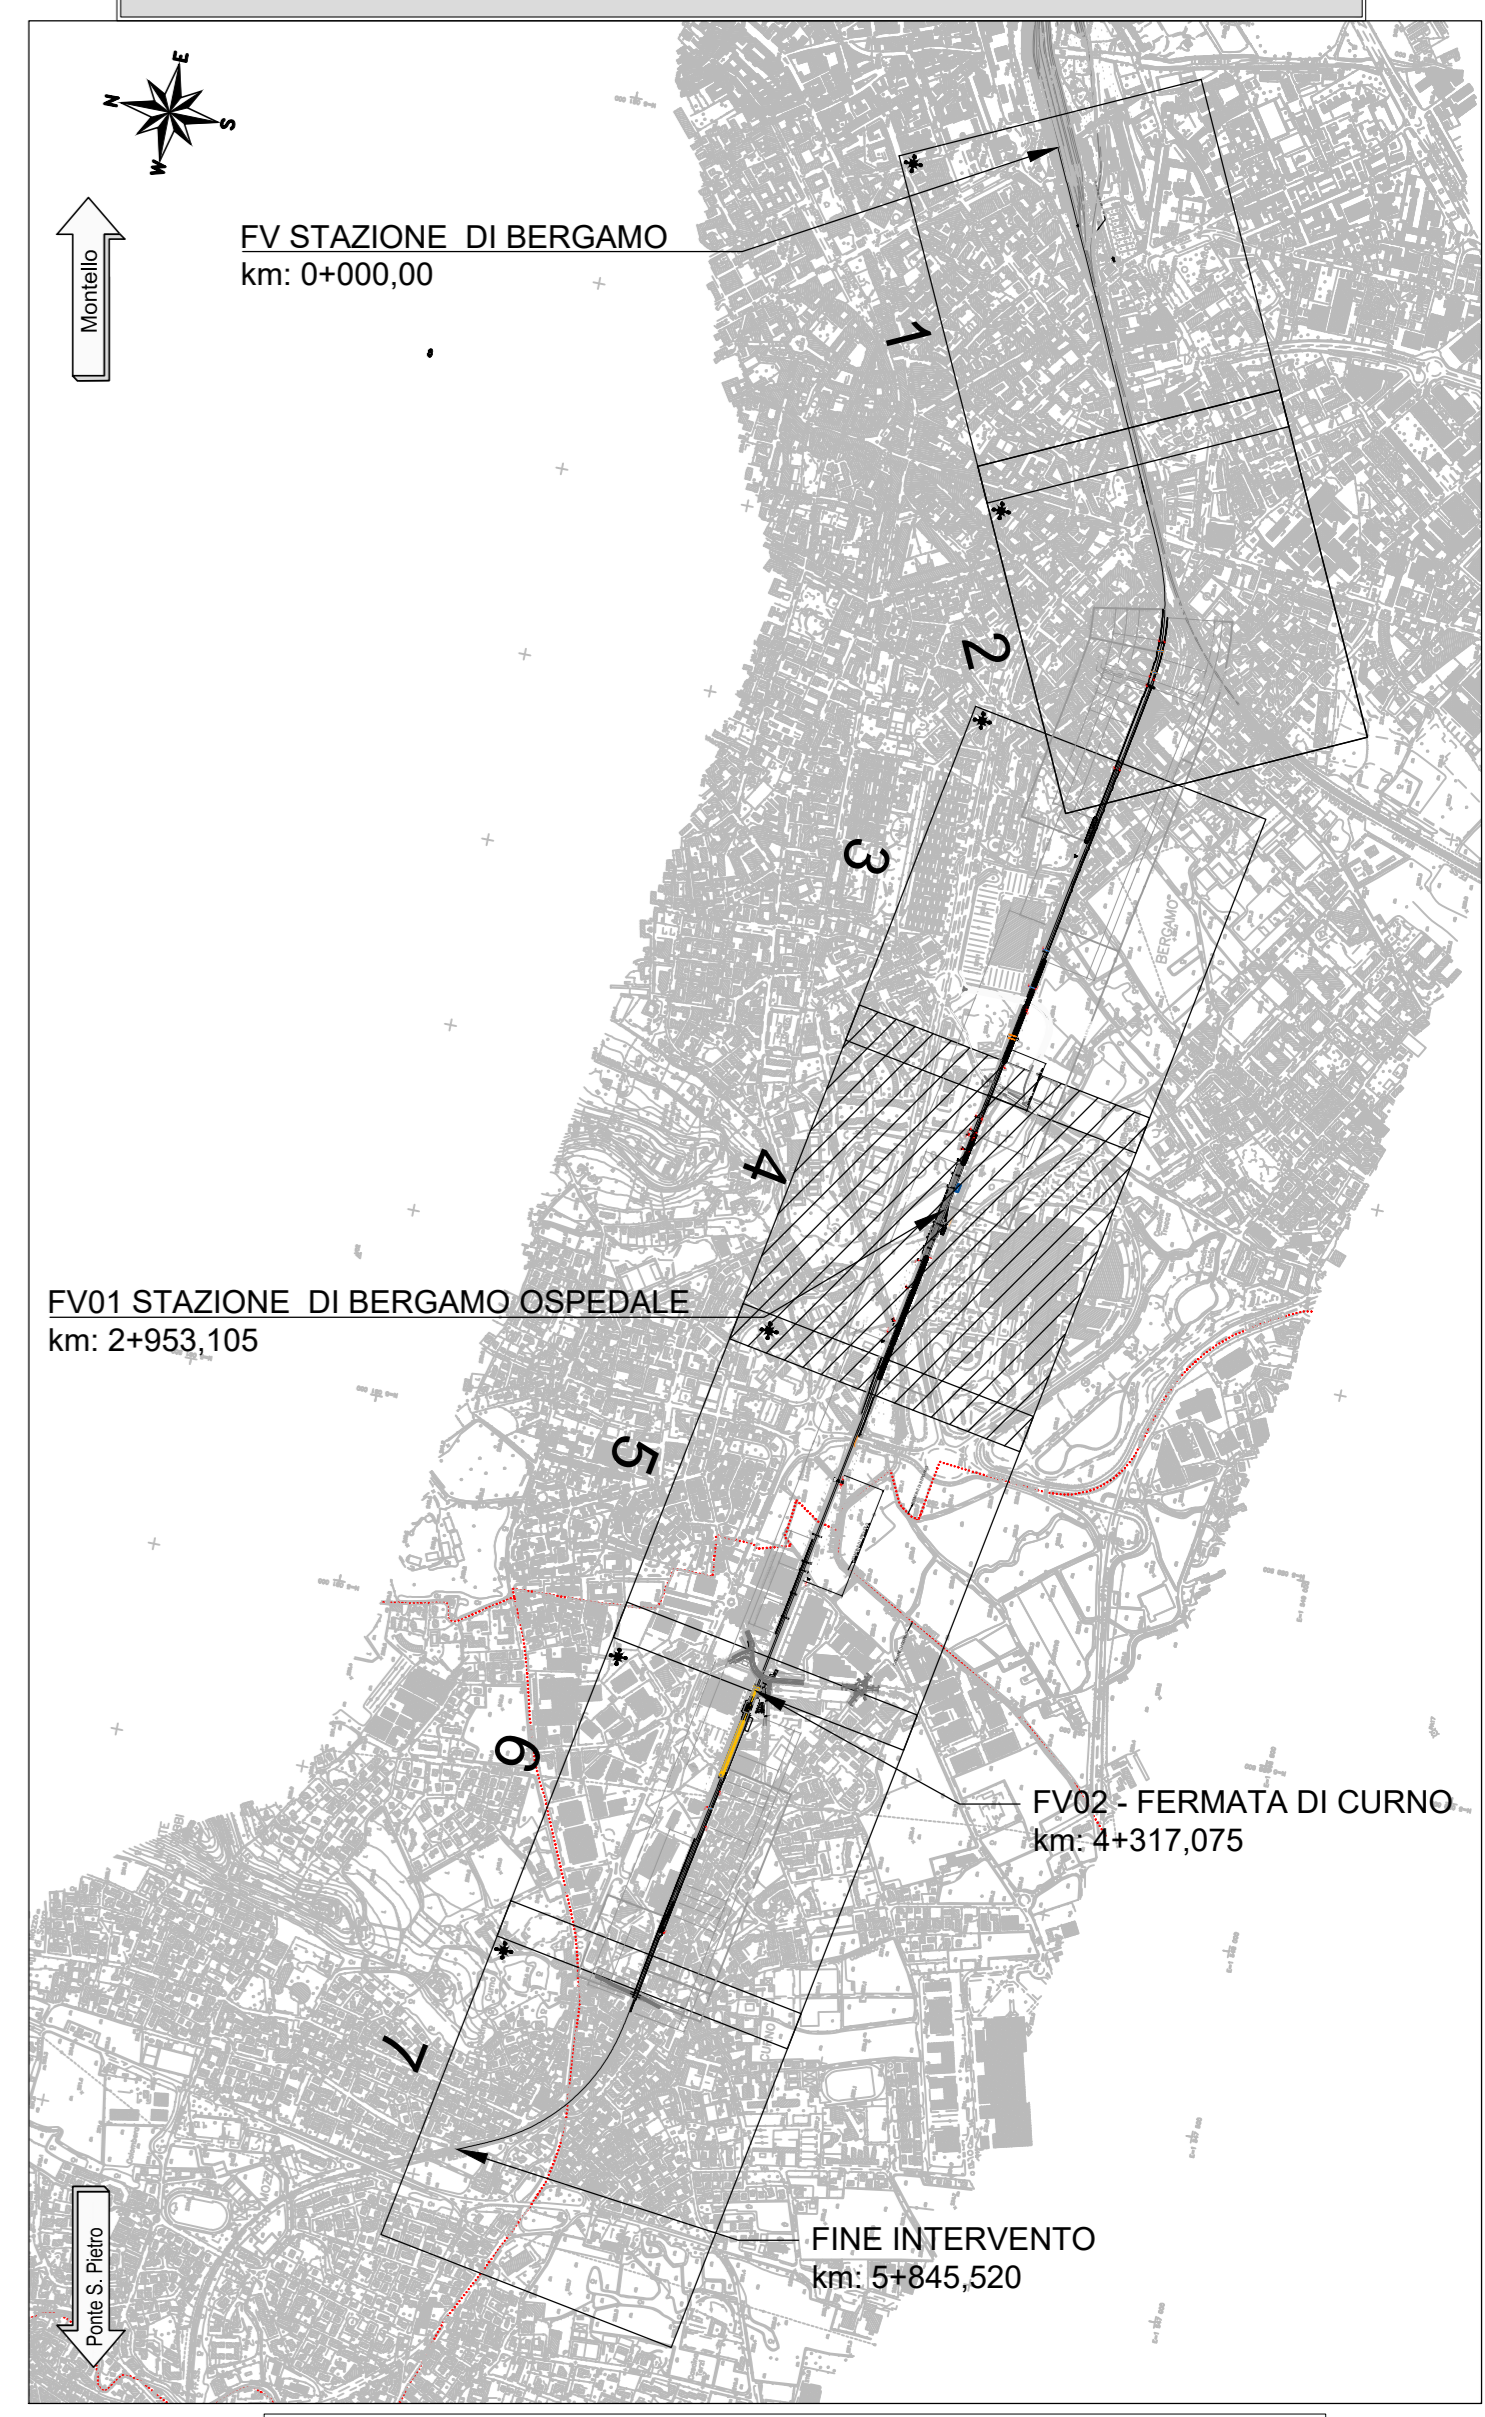 E
N
S
W
Montello
FV STAZIONE DI BERGAMO
km: 0+000,00
1
2
3
BERGAMO
4
FV01 STAZIONE DI BERGAMO OSPEDALE
km: 2+953,105
5
6
FV02 - FERMATA DI CURNO
km: 4+317,075
CURNO
7
FINE INTERVENTO
km: 5+845,520
Ponte S. Pietro